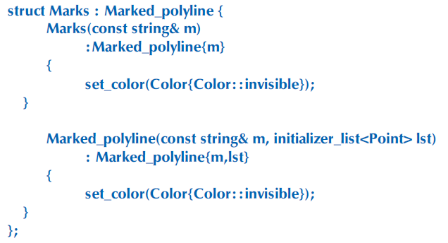 struct Marks : Marked_polyline {
Marks(const string& m)
:Marked_polyline{m}
{
set_color(Color{Color::invisible});
}
Marked_polyline(const string& m, initializer_list<Point> lst)
: Marked_polyline{m,lst}
{
set_color(Color{Color::invisible});
}
};